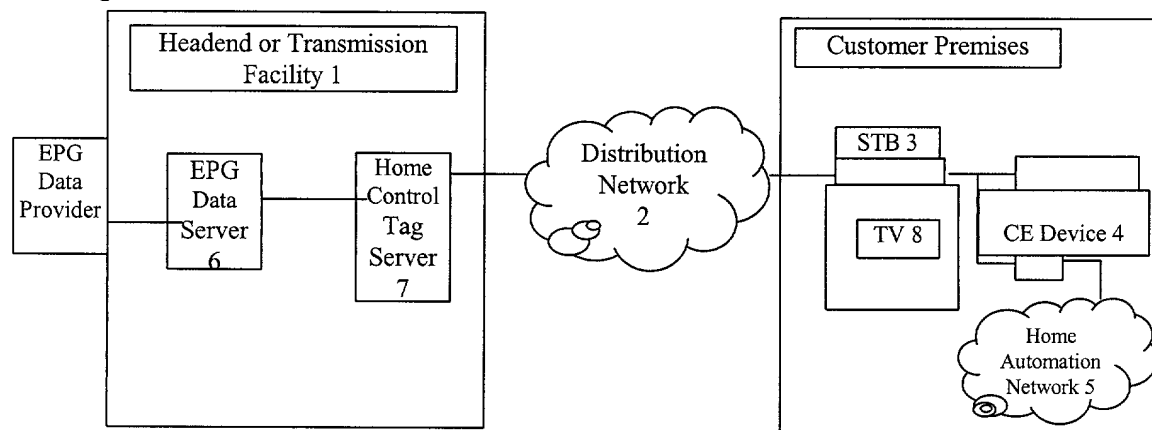 Headend or Transmission
Facility 1
Customer Premises
EPG
Data
Provider
EPG
Data
Server
6
Home
Control
Tag
Server
7
Distribution
Network
2
STB 3
TV 8
CE Device 4
Home
Automation
Network 5